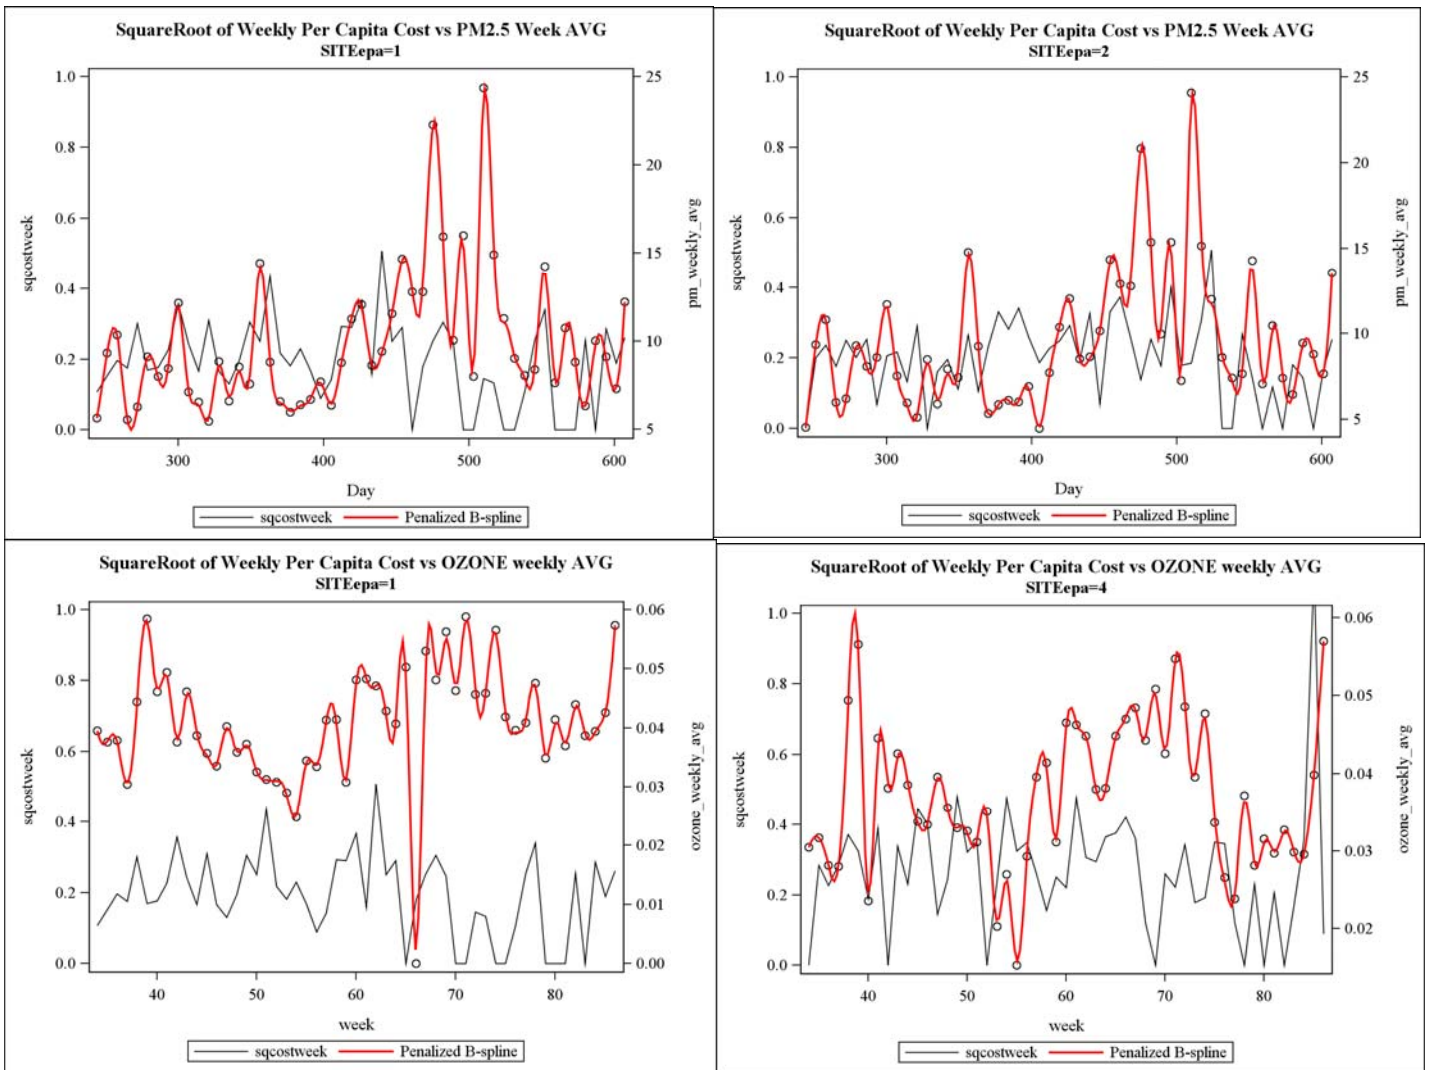 SquareRoot of Weekly Per Capita Cost vs PM2.5 Week AVG
SITEepa=1
1.0
0.8
0.6
0.4
0.2
0.0
sqcostweek
25
20
15
10
5
pm_weekly_avg
300
400
500
600
Day
sqcostweek
Penalized B-spline
SquareRoot of Weekly Per Capita Cost vs PM2.5 Week AVG
SITEepa=2
1.0
0.8
0.6
0.4
0.2
0.0
sqcostweek
25
20
15
10
5
pm_weekly_avg
300
400
500
600
Day
sqcostweek
Penalized B-spline
SquareRoot of Weekly Per Capita Cost vs OZONE weekly AVG
SITEepa=1
1.0
0.8
0.6
0.4
0.2
0.0
sqcostweek
0.06
0.05
0.04
0.03
0.02
0.01
0.00
ozone_weekly_avg
40
50
60
70
80
week
sqcostweek
Penalized B-spline
SquareRoot of Weekly Per Capita Cost vs OZONE weekly AVG
SITEepa=4
1.0
0.8
0.6
0.4
0.2
0.0
sqcostweek
0.06
0.05
0.04
0.03
0.02
ozone_weekly_avg
40
50
60
70
80
week
sqcostweek
Penalized B-spline